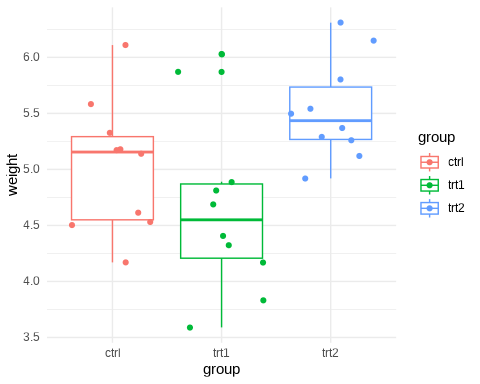 6.0
5.5
5.0
4.5
4.0
3.5
weight
ctrl
trt1
trt2
group
group
ctrl
trt1
trt2